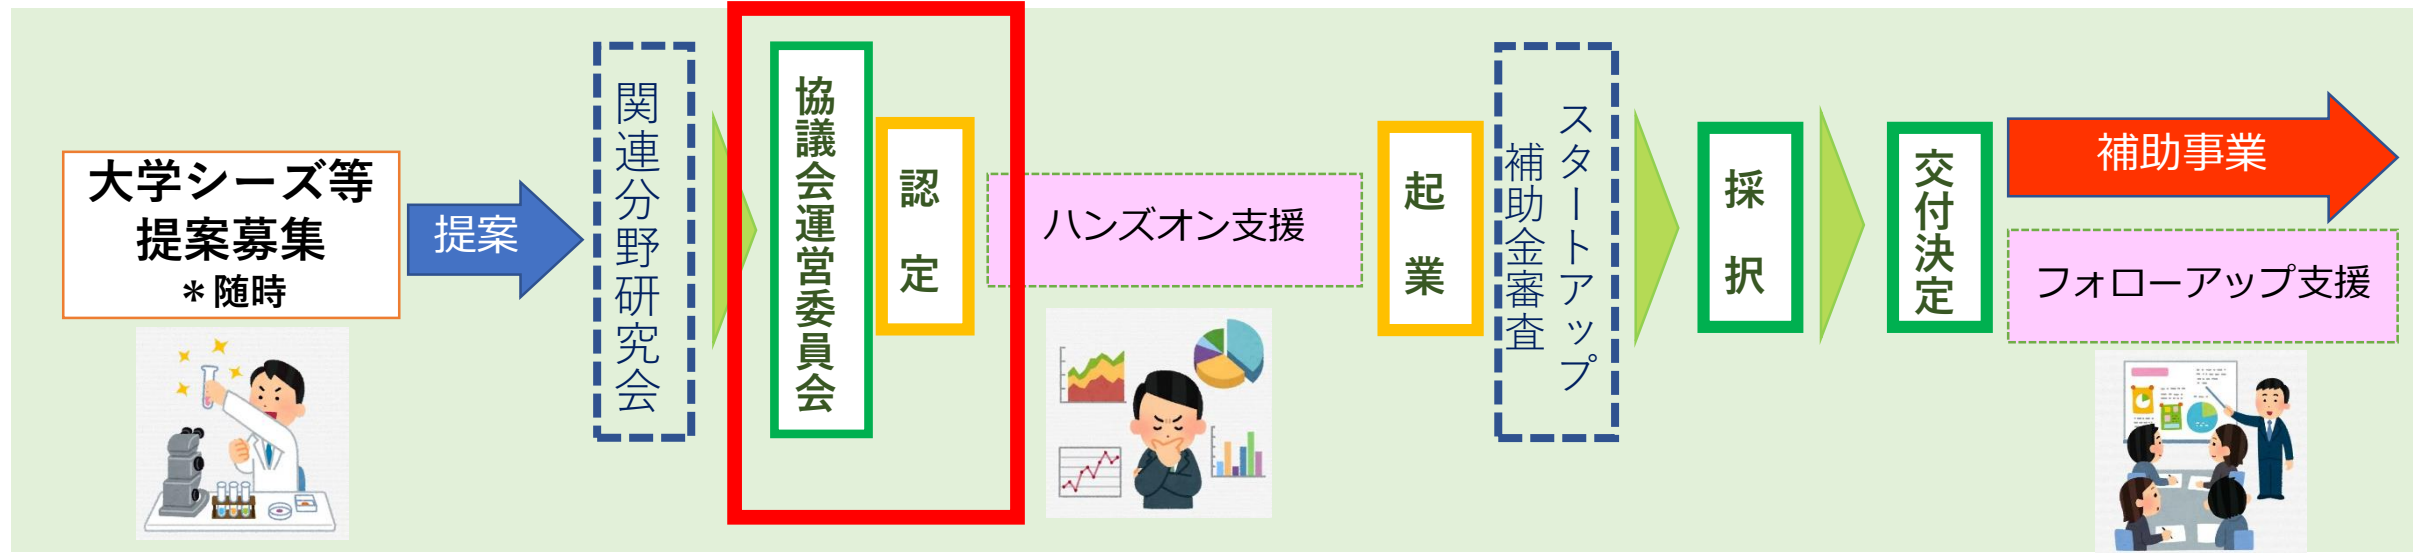 大学シーズ等
提案募集
＊随時
提案
関連分野研究会
協議会運営委員会
認定
ハンズオン支援
起業
スタートアップ
補助金審査
採択
交付決定
補助事業
フォローアップ支援